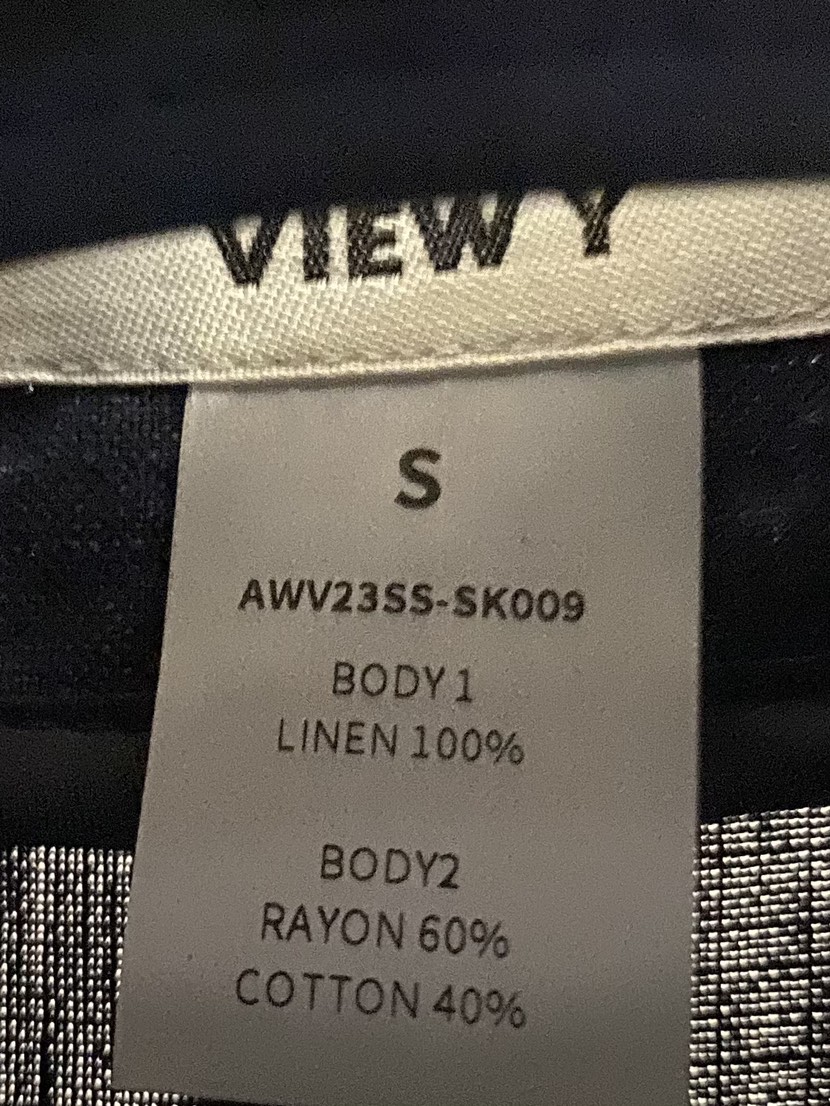 VIEW Y
S
AWV23SS-SK009
BODY 1
LINEN 100%
BODY2
RAYON 60%
COTTON 40%